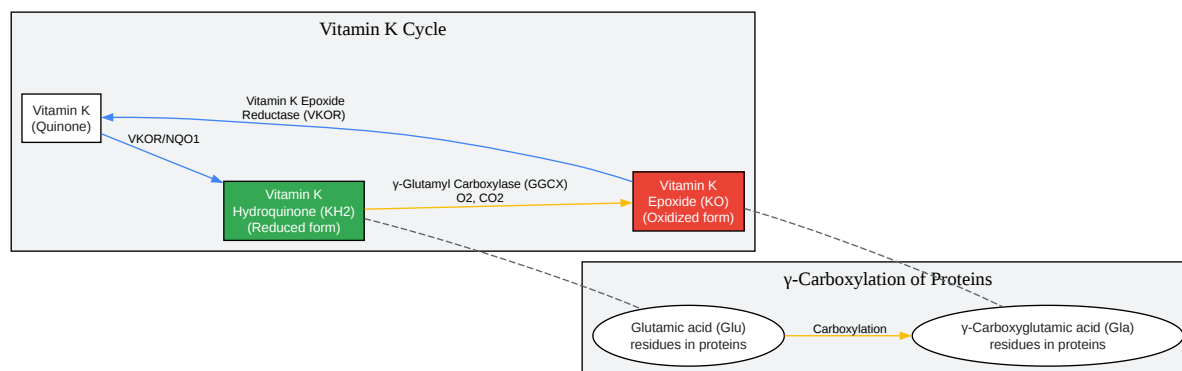 Vitamin K Cycle
Vitamin K
(Quinone)
Vitamin K Epoxide
Reductase (VKOR)
VKOR/NQO1
Vitamin K
Hydroquinone (KH2)
(Reduced form)
γ-Glutamyl Carboxylase (GGCX)
O2, CO2
Vitamin K
Epoxide (KO)
(Oxidized form)
γ-Carboxylation of Proteins
Glutamic acid (Glu)
residues in proteins
Carboxylation
γ-Carboxyglutamic acid (Gla)
residues in proteins